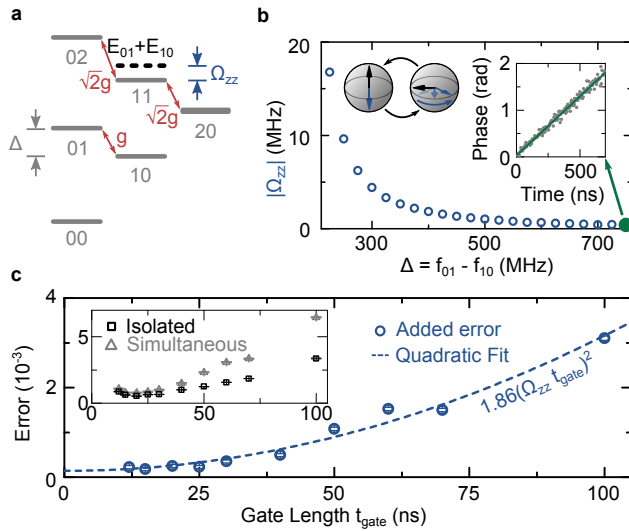 a
E01+E10
02
Ωzz
√2g
11
√2g
20
Δ
01
g
10
00
b
20
10
0
|Ωzz| (MHz)
300
500
700
Δ = f01 - f10 (MHz)
2
1
0
Phase (rad)
0
500
Time (ns)
c
4
2
0
Error (10-3)
5
0
Isolated
Simultaneous
0
25
50
75
100
Added error
Quadratic Fit
1.86(Ωzz tgate)2
0
25
50
75
100
Gate Length tgate (ns)